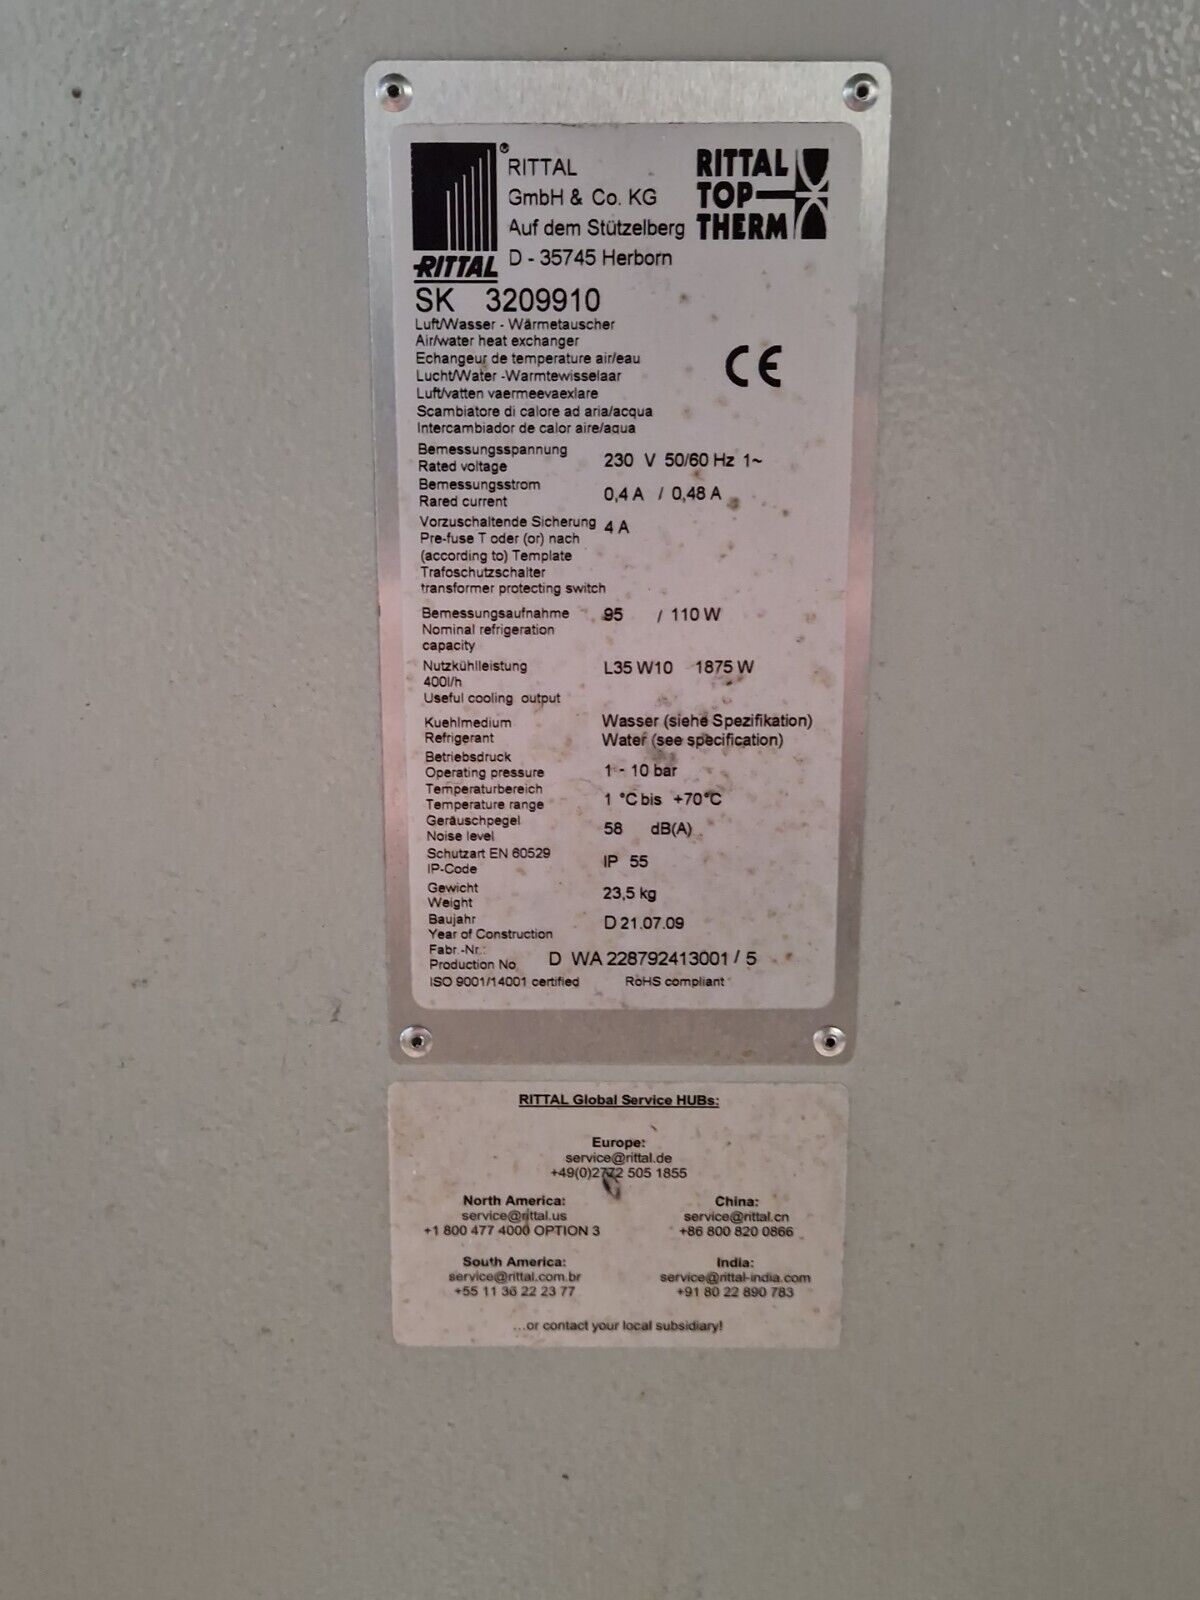 RITTAL
®
RITTAL
GmbH & Co. KG
Auf dem Stützelberg
D - 35745 Herborn
RITTAL
TOP
THERM
SK 3209910
Luft/Wasser - Wärmetauscher
Air/water heat exchanger
Echangeur de temperature air/eau
Lucht/Water -Warmtewisselaar
Luft/vatten vaermeevaexlare
Scambiatore di calore ad aria/acqua
Intercambiador de calor aire/aqua
CE
Bemessungsspannung
Rated voltage 230 V 50/60 Hz 1~
Bemessungsstrom
Rared current 0,4 A / 0,48 A
Vorzuschaltende Sicherung 4 A
Pre-fuse T oder (or) nach
(according to) Template
Trafoschutzschalter
transformer protecting switch
Bemessungsaufnahme 95 / 110 W
Nominal refrigeration
capacity
Nutzkühlleistung L35 W10 1875 W
400l/h
Useful cooling output
Kuehlmedium Wasser (siehe Spezifikation)
Refrigerant Water (see specification)
Betriebsdruck
Operating pressure 1 - 10 bar
Temperaturbereich
Temperature range 1 °C bis +70°C
Geräuschpegel
Noise level 58 dB(A)
Schutzart EN 60529
IP-Code IP 55
Gewicht
Weight 23,5 kg
Baujahr
Year of Construction D 21.07.09
Fabr.-Nr.:
Production No D WA 228792413001 / 5
ISO 9001/14001 certified RoHS compliant
RITTAL Global Service HUBs:
Europe:
service@rittal.de
+49(0)2772 505 1855
North America:
service@rittal.us
+1 800 477 4000 OPTION 3
China:
service@rittal.cn
+86 800 820 0866
South America:
service@rittal.com.br
+55 11 36 22 23 77
India:
service@rittal-india.com
+91 80 22 890 783
...or contact your local subsidiary!